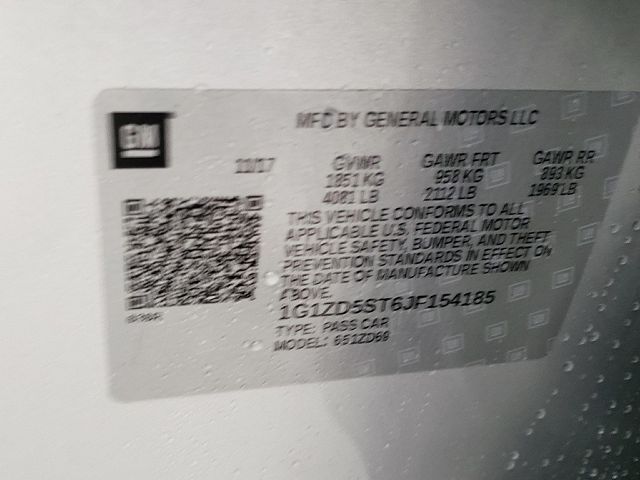 GM
MFD BY GENERAL MOTORS LLC
11/17 GVWR GAWR FRT GAWR RR
1851 KG 958 KG 893 KG
4081 LB 2112 LB 1969 LB
THIS VEHICLE CONFORMS TO ALL
APPLICABLE U.S. FEDERAL MOTOR
VEHICLE SAFETY, BUMPER, AND THEFT
PREVENTION STANDARDS IN EFFECT ON
THE DATE OF MANUFACTURE SHOWN
ABOVE.
1G1ZD5ST6JF154185
TYPE: PASS CAR
MODEL: